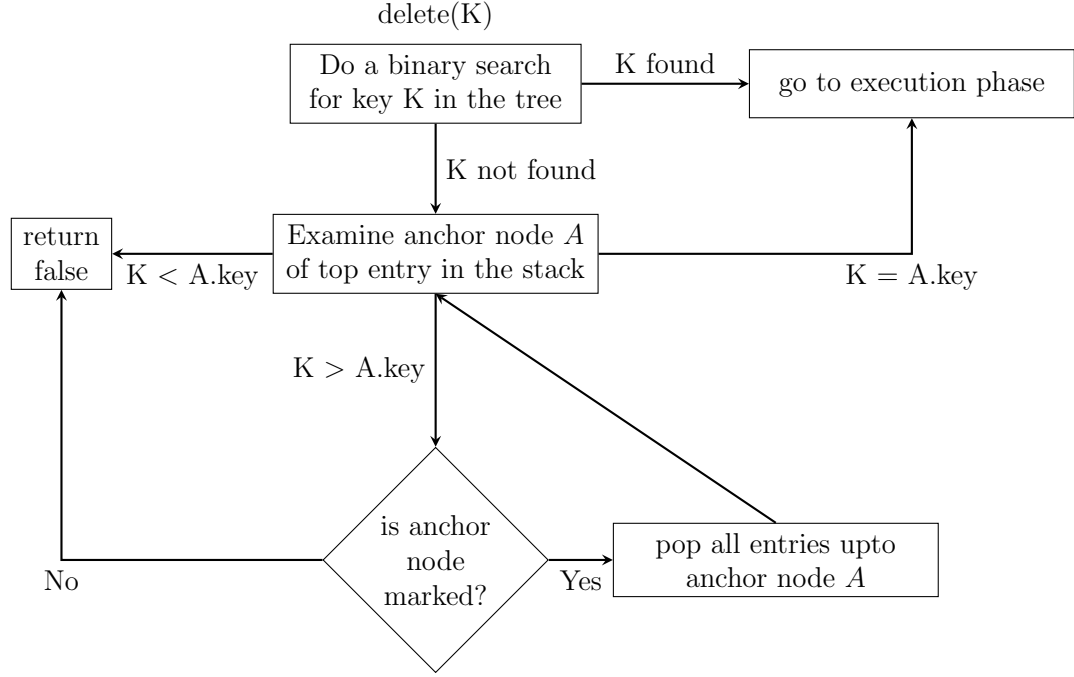 delete(K)
Do a binary search
for key K in the tree
K found
go to execution phase
K not found
return
false
K < A.key
Examine anchor node A
of top entry in the stack
K = A.key
K > A.key
is anchor
node
marked?
No
Yes
pop all entries upto
anchor node A